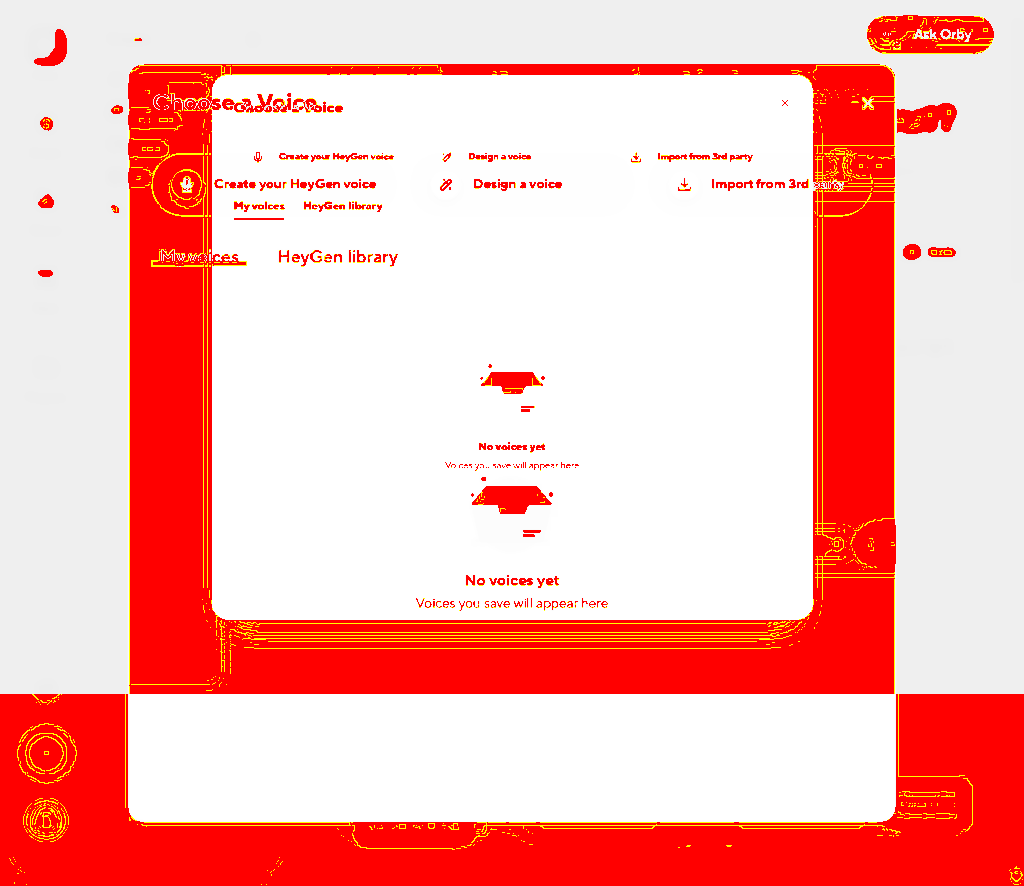 Ask Orby
Choose a Voice
Choose a Voice
Create your HeyGen voice
Design a voice
Import from 3rd party
Create your HeyGen voice
Design a voice
Import from 3rd party
My voices
HeyGen library
My voices
HeyGen library
No voices yet
Voices you save will appear here
No voices yet
Voices you save will appear here